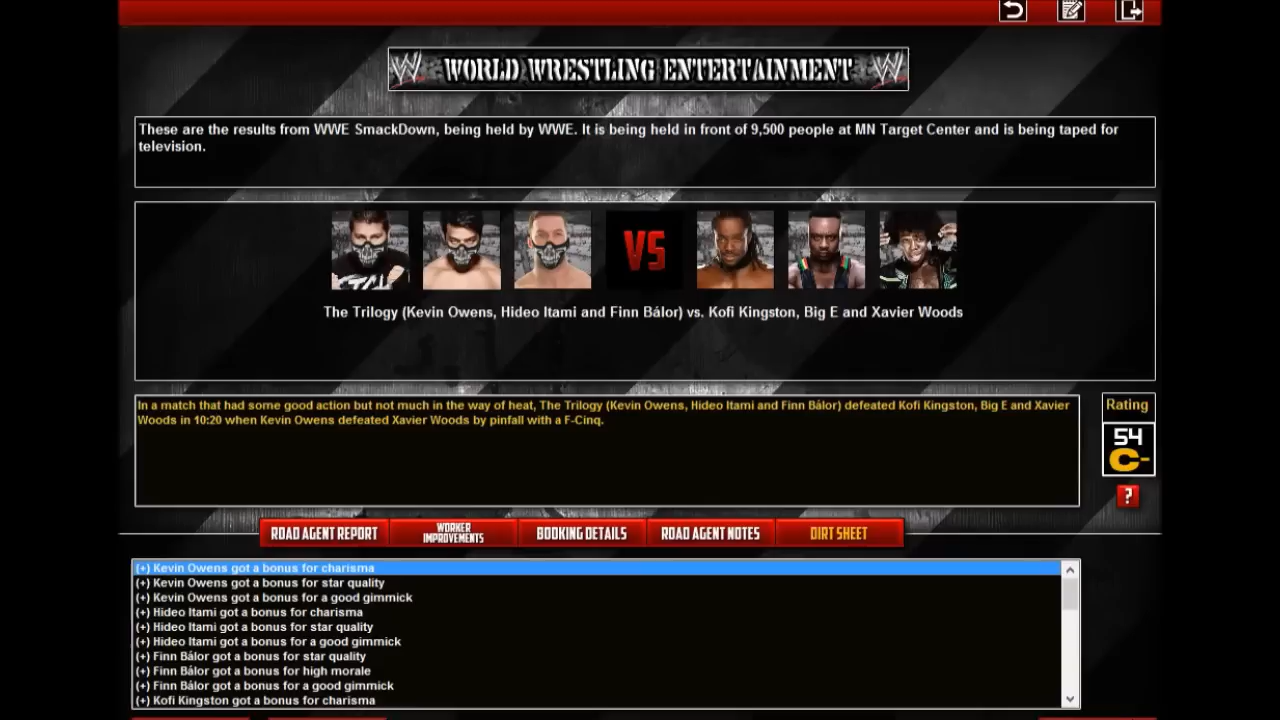 WORLD WRESTLING ENTERTAINMENT
These are the results from WWE SmackDown, being held by WWE. It is being held in front of 9,500 people at MN Target Center and is being taped for
television.
VS
The Trilogy (Kevin Owens, Hideo Itami and Finn Bálor) vs. Kofi Kingston, Big E and Xavier Woods
In a match that had some good action but not much in the way of heat, The Trilogy (Kevin Owens, Hideo Itami and Finn Bálor) defeated Kofi Kingston, Big E and Xavier
Woods in 10:20 when Kevin Owens defeated Xavier Woods by pinfall with a F-Cinq.
Rating
54
C-
?
ROAD AGENT REPORT
WORKER
IMPROVEMENTS
BOOKING DETAILS
ROAD AGENT NOTES
DIRT SHEET
(+) Kevin Owens got a bonus for charisma
(+) Kevin Owens got a bonus for star quality
(+) Kevin Owens got a bonus for a good gimmick
(+) Hideo Itami got a bonus for charisma
(+) Hideo Itami got a bonus for star quality
(+) Hideo Itami got a bonus for a good gimmick
(+) Finn Bálor got a bonus for star quality
(+) Finn Bálor got a bonus for high morale
(+) Finn Bálor got a bonus for a good gimmick
(+) Kofi Kingston got a bonus for charisma